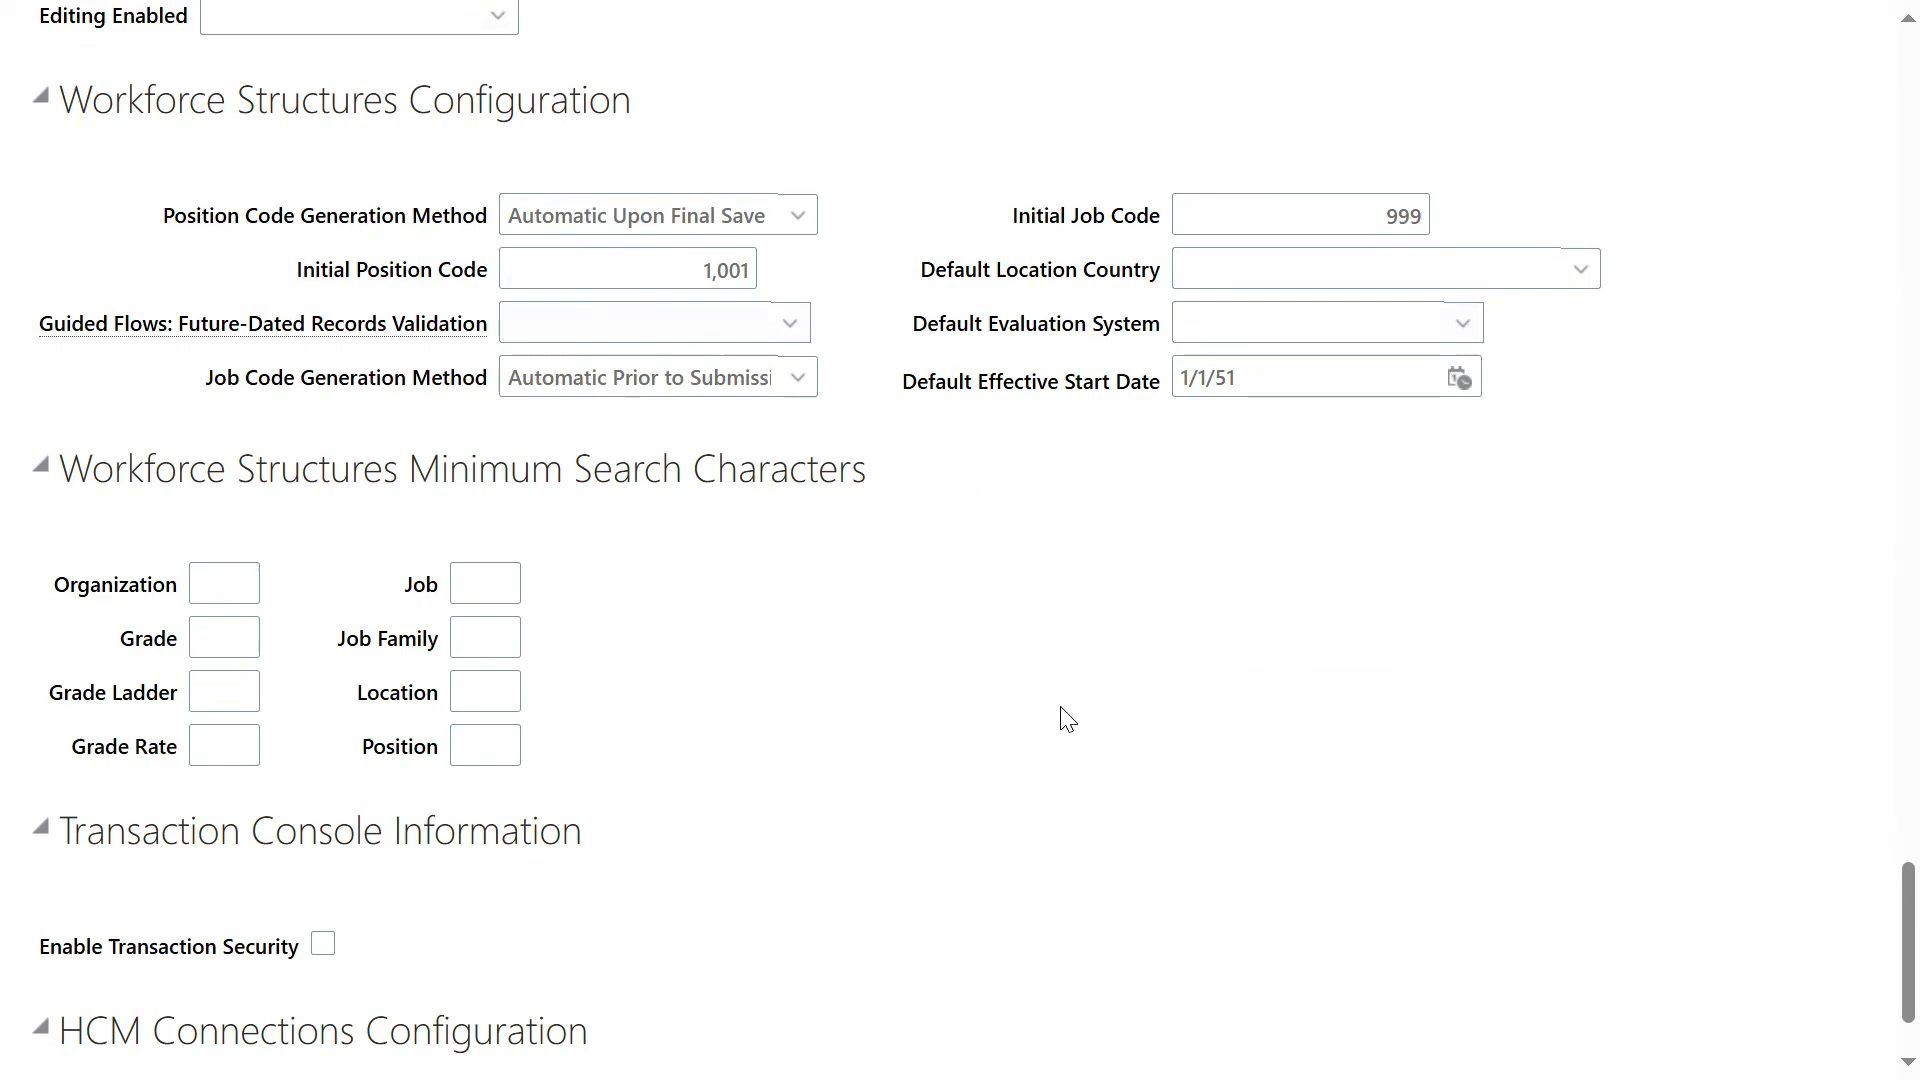 Editing Enabled
Workforce Structures Configuration
Position Code Generation Method Automatic Upon Final Save
Initial Position Code 1,001
Guided Flows: Future-Dated Records Validation
Job Code Generation Method Automatic Prior to Submissi
Initial Job Code 999
Default Location Country
Default Evaluation System
Default Effective Start Date 1/1/51
Workforce Structures Minimum Search Characters
Organization
Grade
Grade Ladder
Grade Rate
Job
Job Family
Location
Position
Transaction Console Information
Enable Transaction Security
HCM Connections Configuration